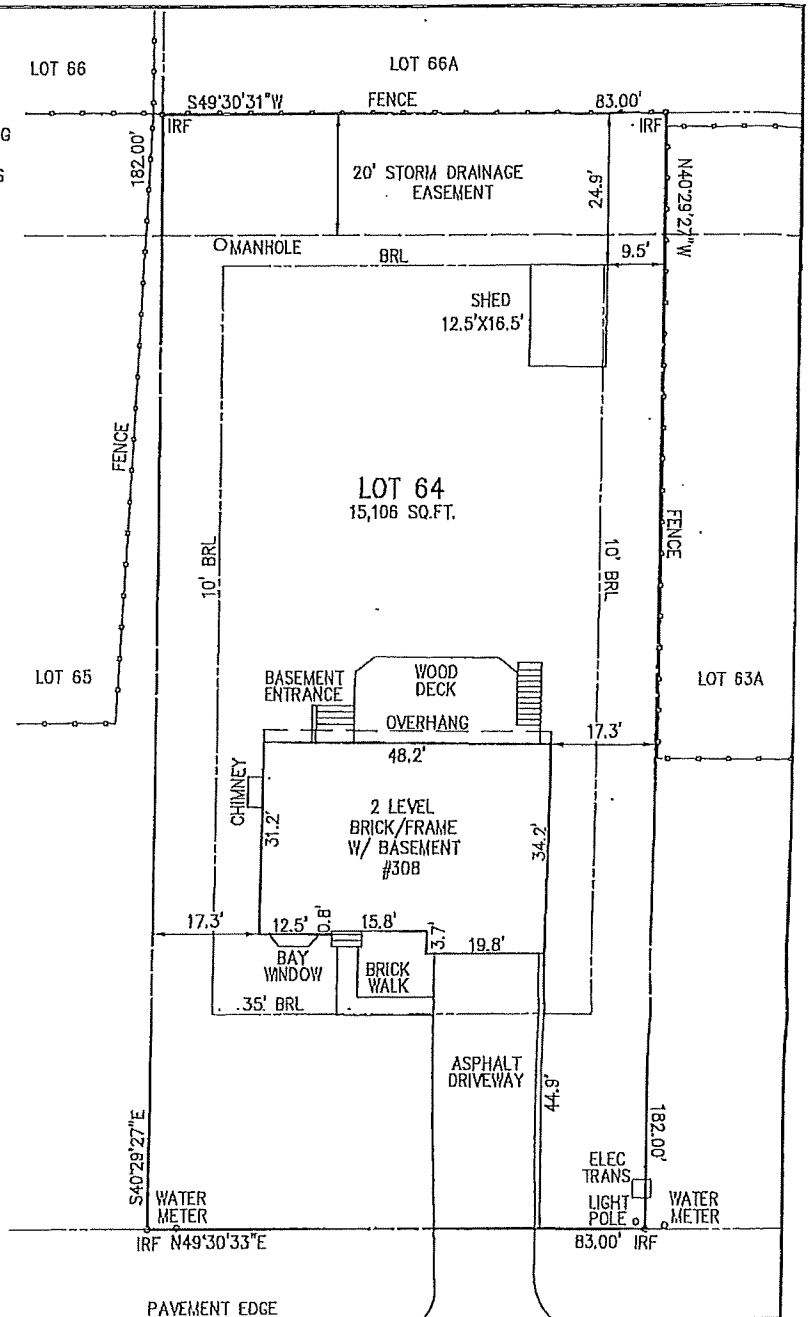 LOT 66
LOT 66A
S49°30'31"W
FENCE
83.00'
IRF
IRF
G
S
182.00'
20' STORM DRAINAGE
EASEMENT
24.9'
N40°29'27"W
MANHOLE
BRL
9.5'
SHED
12.5'X16.5'
FENCE
LOT 64
15,106 SQ.FT.
FENCE
10' BRL
10' BRL
LOT 65
BASEMENT
ENTRANCE
WOOD
DECK
LOT 63A
OVERHANG
17.3'
48.2'
CHIMNEY
31.2'
2 LEVEL
BRICK/FRAME
W/ BASEMENT
#308
34.2'
17.3'
12.5'
0.8'
15.8'
3.7'
19.8'
BAY
WINDOW
BRICK
WALK
35' BRL
ASPHALT
DRIVEWAY
44.9'
S40°29'27"E
182.00'
ELEC
TRANS
WATER
METER
LIGHT
POLE
WATER
METER
IRF
N49°30'33"E
83.00'
IRF
PAVEMENT EDGE